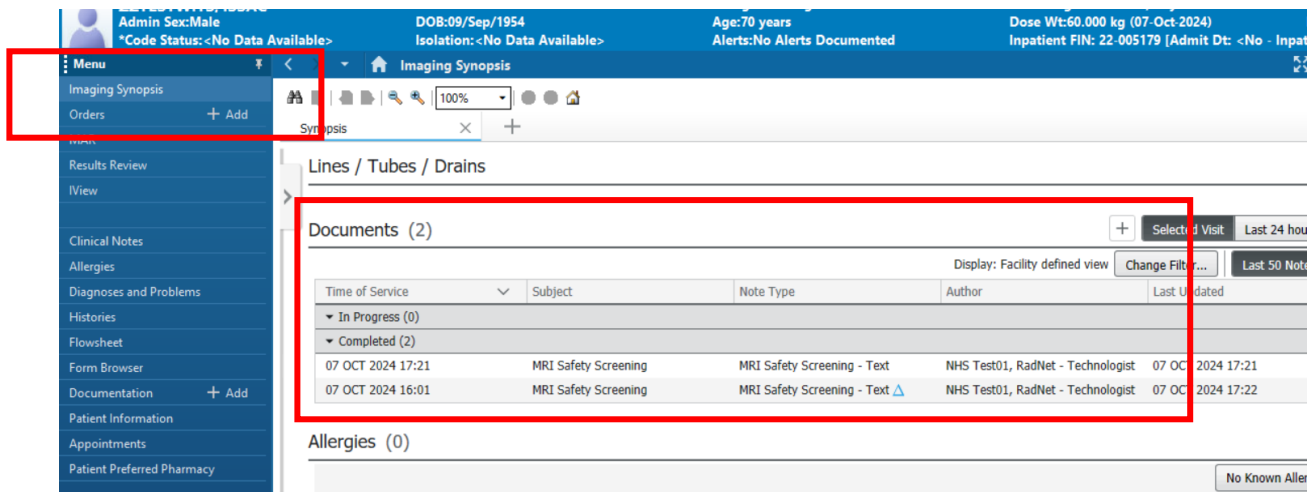 Admin Sex:Male DOB:09/Sep/1954 Age:70 years Dose Wt:60.000 kg (07-Oct-2024)
*Code Status:<No Data Available> Isolation:<No Data Available> Alerts:No Alerts Documented Inpatient FIN: 22-005179 [Admit Dt: <No - Inpat
Menu Imaging Synopsis
Imaging Synopsis
100%
Orders + Add
Synopsis
MAR
Results Review
Lines / Tubes / Drains
IView
Documents (2) + Selected Visit Last 24 hou
Clinical Notes
Allergies Display: Facility defined view Change Filter... Last 50 Note
Diagnoses and Problems Time of Service Subject Note Type Author Last Updated
Histories In Progress (0)
Flowsheet Completed (2)
Form Browser 07 OCT 2024 17:21 MRI Safety Screening MRI Safety Screening - Text NHS Test01, RadNet - Technologist 07 OCT 2024 17:21
Documentation + Add 07 OCT 2024 16:01 MRI Safety Screening MRI Safety Screening - Text NHS Test01, RadNet - Technologist 07 OCT 2024 17:22
Patient Information
Appointments Allergies (0)
Patient Preferred Pharmacy No Known Aller